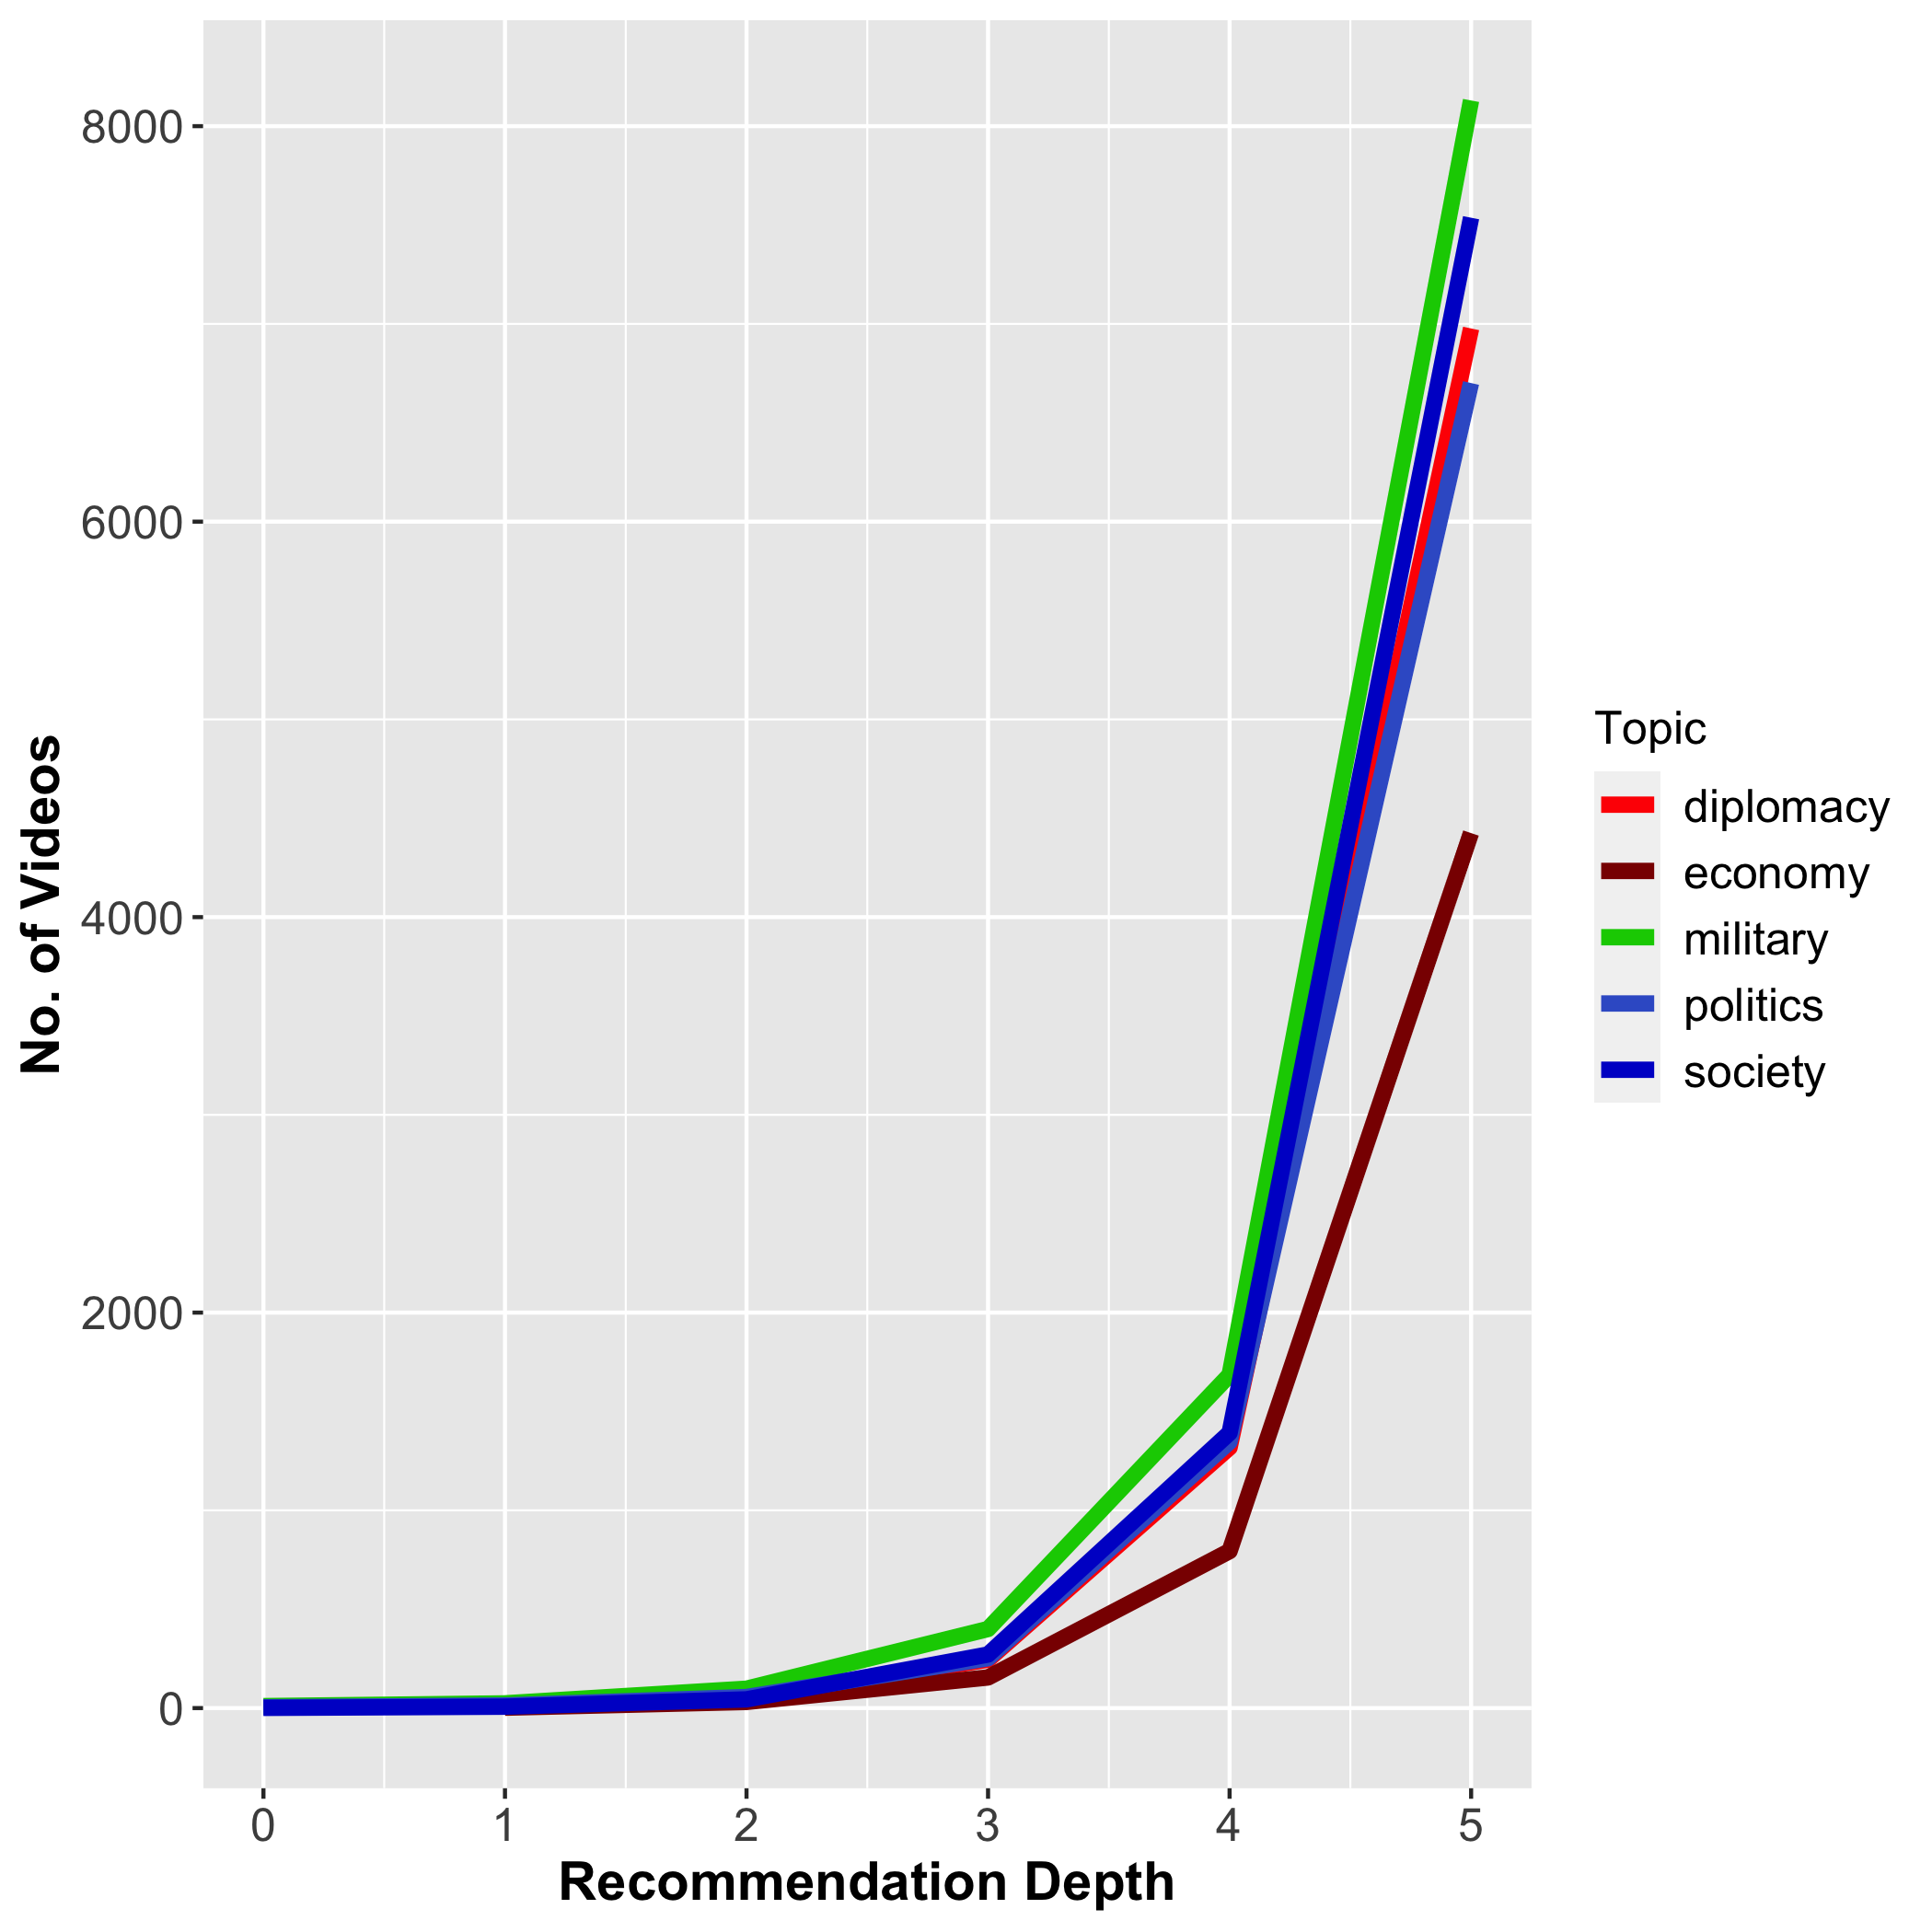 8000
6000
4000
2000
0
No. of Videos
0 1 2 3 4 5
Recommendation Depth
Topic
diplomacy
economy
military
politics
society